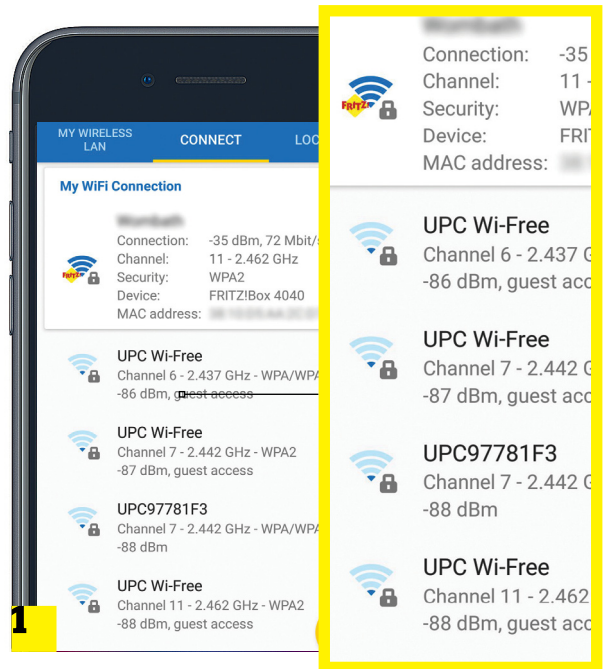 MY WIRELESS
LAN
CONNECT
LOC
My WiFi Connection
Connection: -35 dBm, 72 Mbit/s
Channel: 11 - 2.462 GHz
Security: WPA2
Device: FRITZ!Box 4040
MAC address:
FRITZ!
UPC Wi-Free
Channel 6 - 2.437 GHz - WPA/WPA
-86 dBm, guest access
UPC Wi-Free
Channel 7 - 2.442 GHz - WPA2
-87 dBm, guest access
UPC97781F3
Channel 7 - 2.442 GHz - WPA/WPA
-88 dBm
UPC Wi-Free
Channel 11 - 2.462 GHz - WPA2
-88 dBm, guest access
1
Connection: -35
Channel: 11 -
Security: WPA
Device: FRIT
MAC address:
FRITZ!
UPC Wi-Free
Channel 6 - 2.437 G
-86 dBm, guest acc
UPC Wi-Free
Channel 7 - 2.442 G
-87 dBm, guest acc
UPC97781F3
Channel 7 - 2.442 G
-88 dBm
UPC Wi-Free
Channel 11 - 2.462
-88 dBm, guest acc